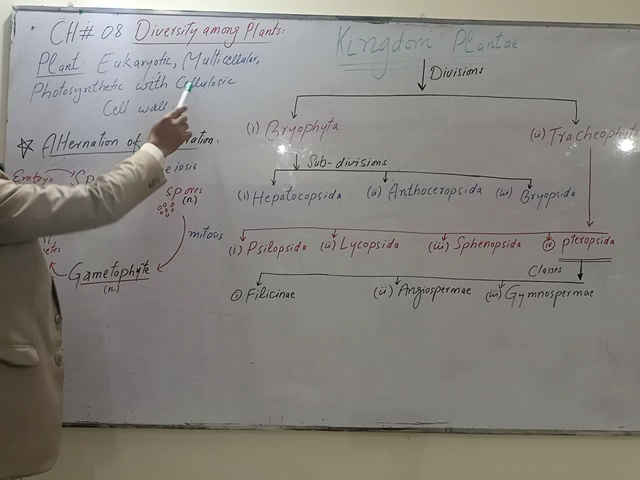 CH# 08 Diversity among Plants:
Plant: Eukaryotic, Multicellular,
Photosynthetic with Cellulosic
Cell wall
☆ Alternation of
Embryo
spores
(n)
mitosis
Gametophyte
(n)
Kingdom Plantae
Divisions
(i) Bryophyta
(ii) Tracheophyt
Sub-divisions
(i) Hepatocopsida
(ii) Anthoceropsida
(iii) Bryopsida
(i) Psilopsida
(ii) Lycopsida
(iii) Sphenopsida
(iv) pteropsida
Classes
(i) Filicinae
(ii) Angiospermae
(iii) Gymnospermae